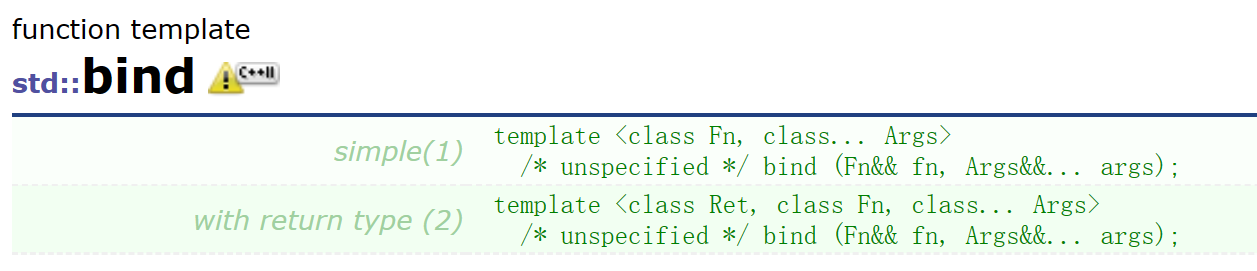 function template
std::bind C++11
simple(1) template <class Fn, class... Args>
/* unspecified */ bind (Fn&& fn, Args&&... args);
with return type (2) template <class Ret, class Fn, class... Args>
/* unspecified */ bind (Fn&& fn, Args&&... args);